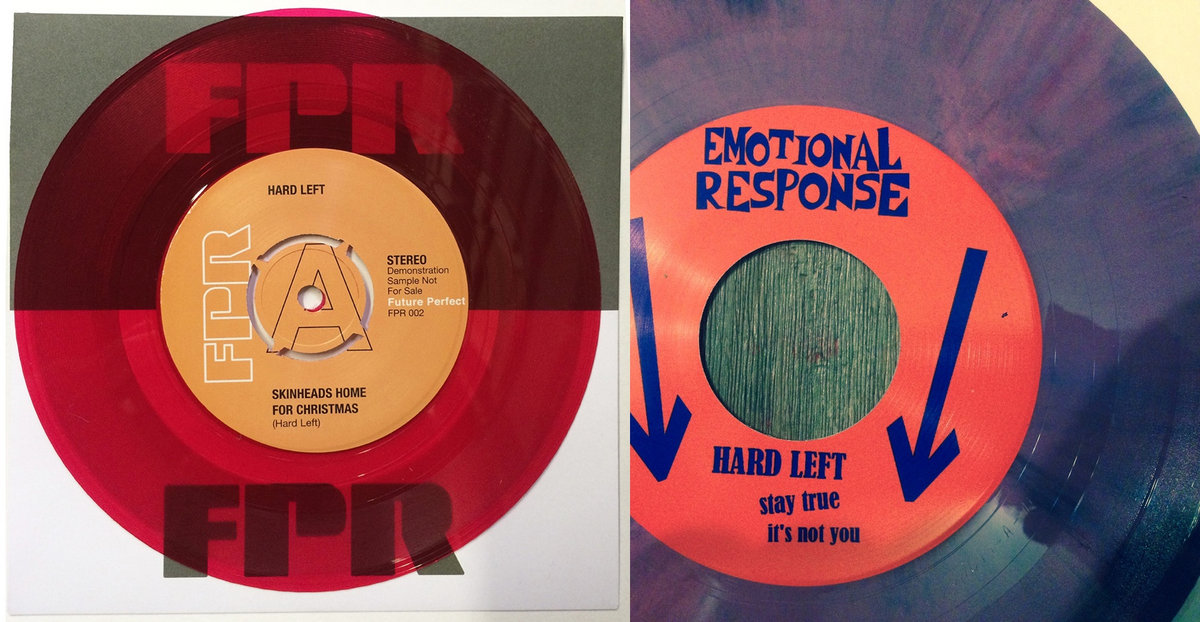 FPR
HARD LEFT
FPR
A
STEREO
Demonstration
Sample Not
For Sale
Future Perfect
FPR 002
SKINHEADS HOME
FOR CHRISTMAS
(Hard Left)
FPR
EMOTIONAL
RESPONSE
HARD LEFT
stay true
it's not you